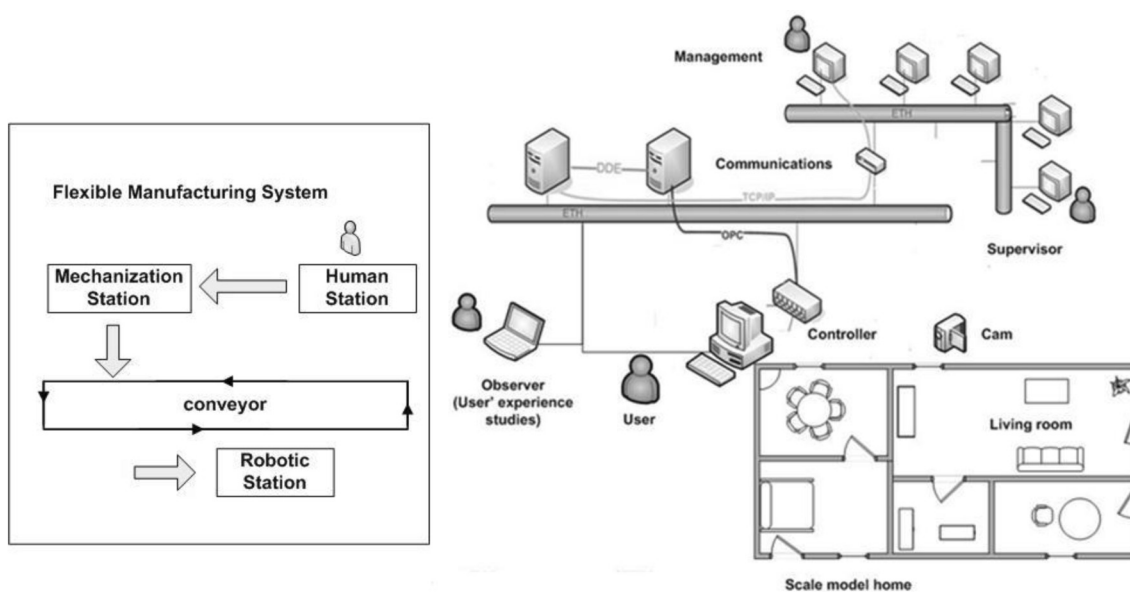 Flexible Manufacturing System
Mechanization
Station
Human
Station
conveyor
Robotic
Station
Management
ETH
Communications
DDE
TCP/IP
ETH
OPC
Supervisor
Controller
Cam
Observer
(User' experience
studies)
User
Living room
Scale model home